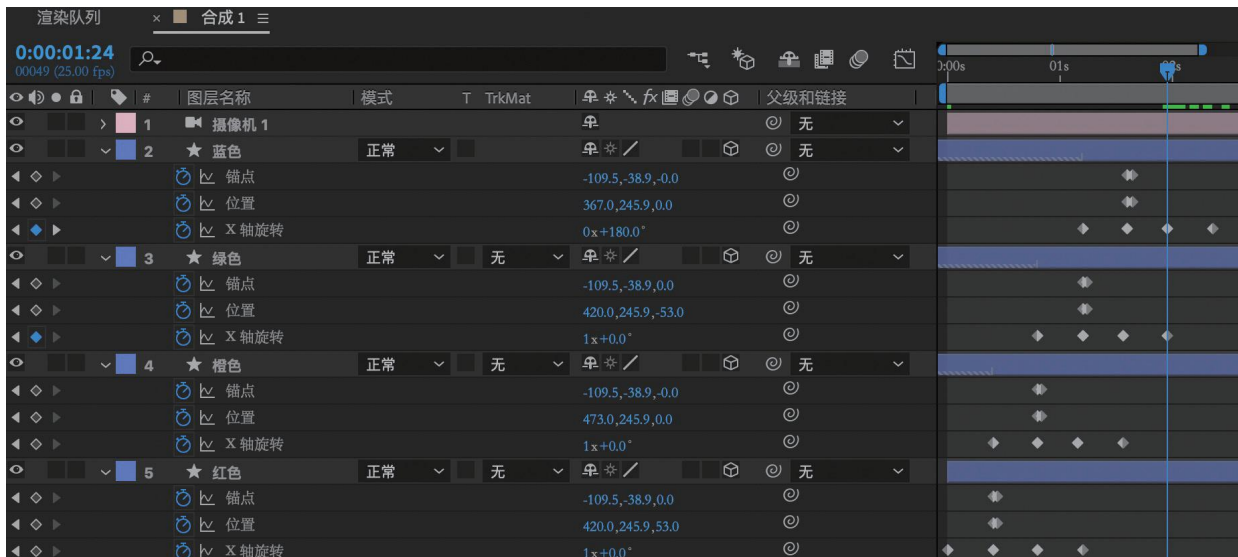 渲染队列 × 合成 1 ≡
0:00:01:24
00049 (25.00 fps)
0:00s 01s
# 图层名称 模式 T TrkMat fx 父级和链接
1 摄像机 1 无
2 蓝色 正常 无
锚点 -109.5,-38.9,-0.0
位置 367.0,245.9,0.0
X 轴旋转 0x+180.0°
3 绿色 正常 无 无
锚点 -109.5,-38.9,0.0
位置 420.0,245.9,-53.0
X 轴旋转 1x+0.0°
4 橙色 正常 无 无
锚点 -109.5,-38.9,-0.0
位置 473.0,245.9,0.0
X 轴旋转 1x+0.0°
5 红色 正常 无 无
锚点 -109.5,-38.9,0.0
位置 420.0,245.9,53.0
X 轴旋转 1x+0.0°